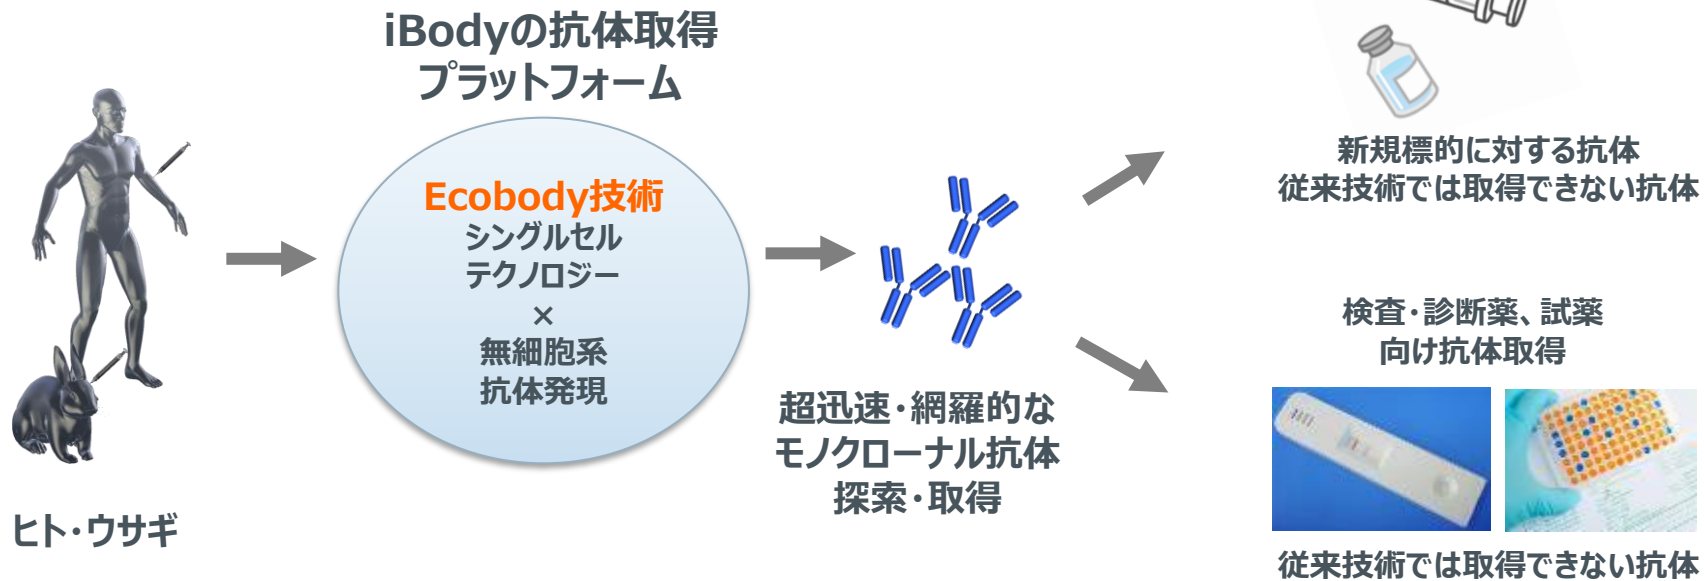 iBodyの抗体取得
プラットフォーム
Ecobody技術
シングルセル
テクノロジー
×
無細胞系
抗体発現
ヒト・ウサギ
超迅速・網羅的な
モノクローナル抗体
探索・取得
新規標的に対する抗体
従来技術では取得できない抗体
検査・診断薬、試薬
向け抗体取得
従来技術では取得できない抗体